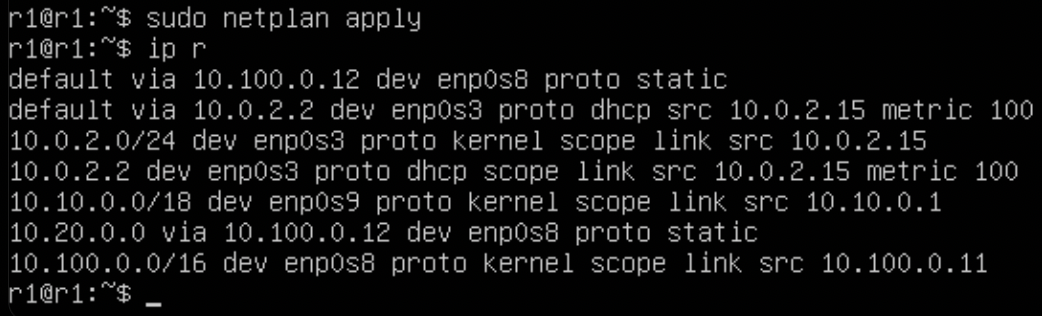 r1@r1:~$ sudo netplan apply
r1@r1:~$ ip r
default via 10.100.0.12 dev enp0s8 proto static
default via 10.0.2.2 dev enp0s3 proto dhcp src 10.0.2.15 metric 100
10.0.2.0/24 dev enp0s3 proto kernel scope link src 10.0.2.15
10.0.2.2 dev enp0s3 proto dhcp scope link src 10.0.2.15 metric 100
10.10.0.0/18 dev enp0s9 proto kernel scope link src 10.10.0.1
10.20.0.0 via 10.100.0.12 dev enp0s8 proto static
10.100.0.0/16 dev enp0s8 proto kernel scope link src 10.100.0.11
r1@r1:~$ _